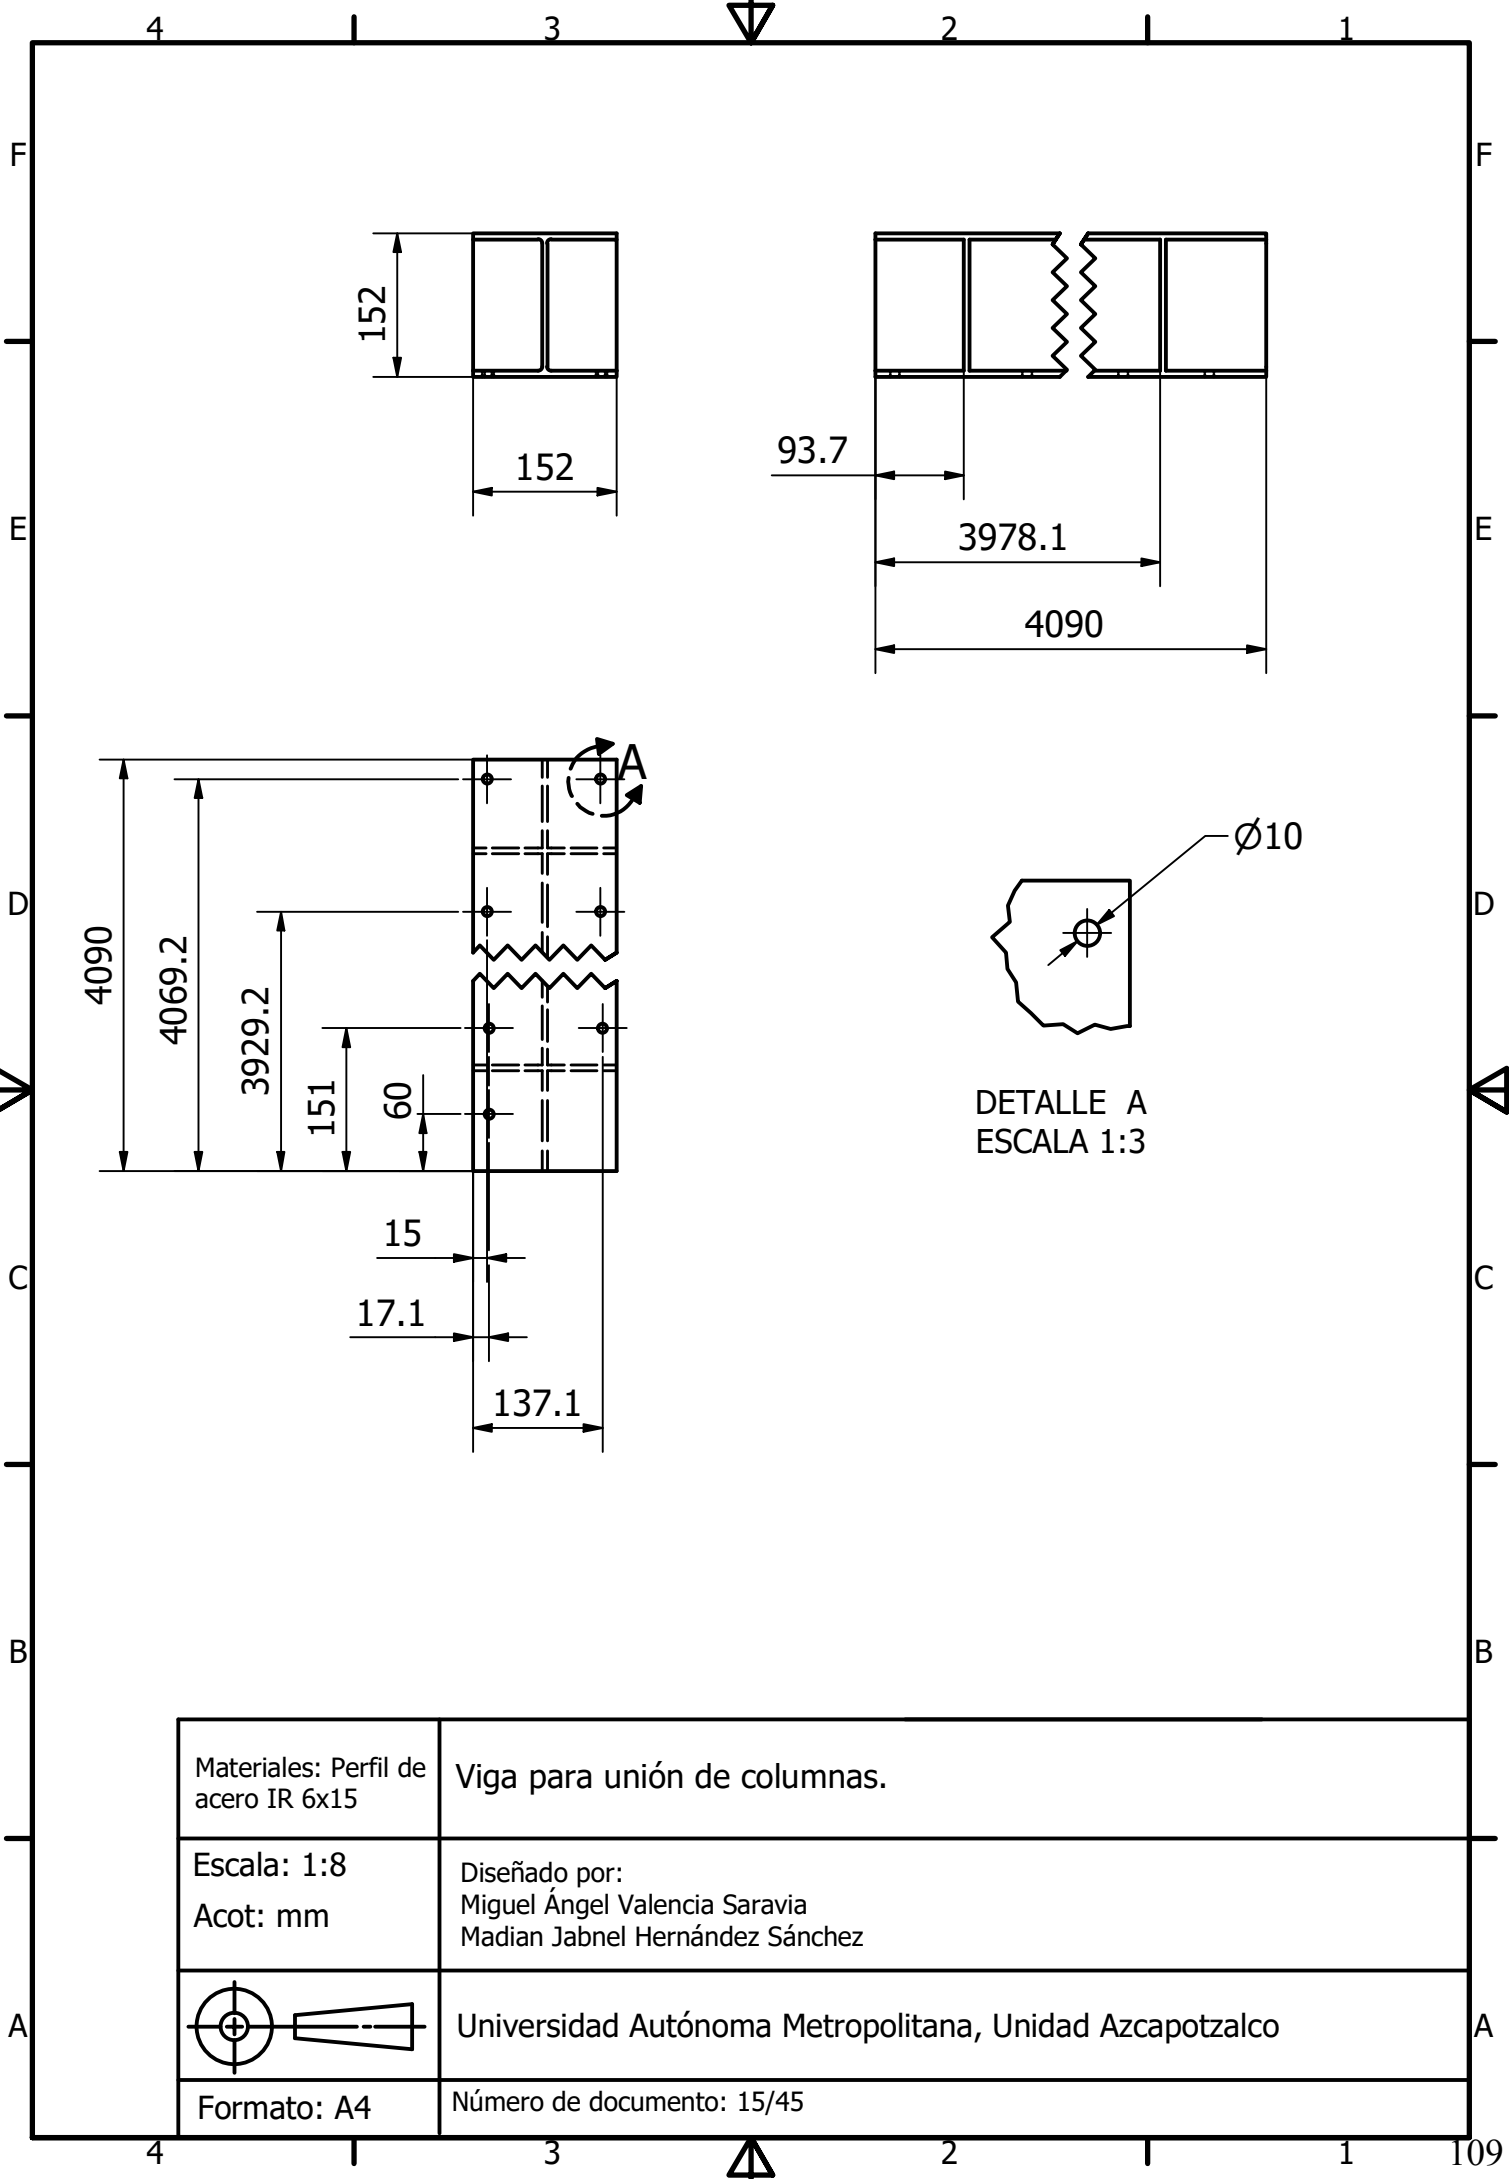 4 3 2 1
F F
152
152
93.7
3978.1
4090
E E
A
Ø10
D D
4090
4069.2
3929.2
151
60
DETALLE A
ESCALA 1:3
15
17.1
137.1
C C
B B
Materiales: Perfil de
acero IR 6x15
Viga para unión de columnas.
Escala: 1:8
Acot: mm
Diseñado por:
Miguel Ángel Valencia Saravia
Madian Jabnel Hernández Sánchez
A A
Universidad Autónoma Metropolitana, Unidad Azcapotzalco
Formato: A4
Número de documento: 15/45
4 3 2 1
109